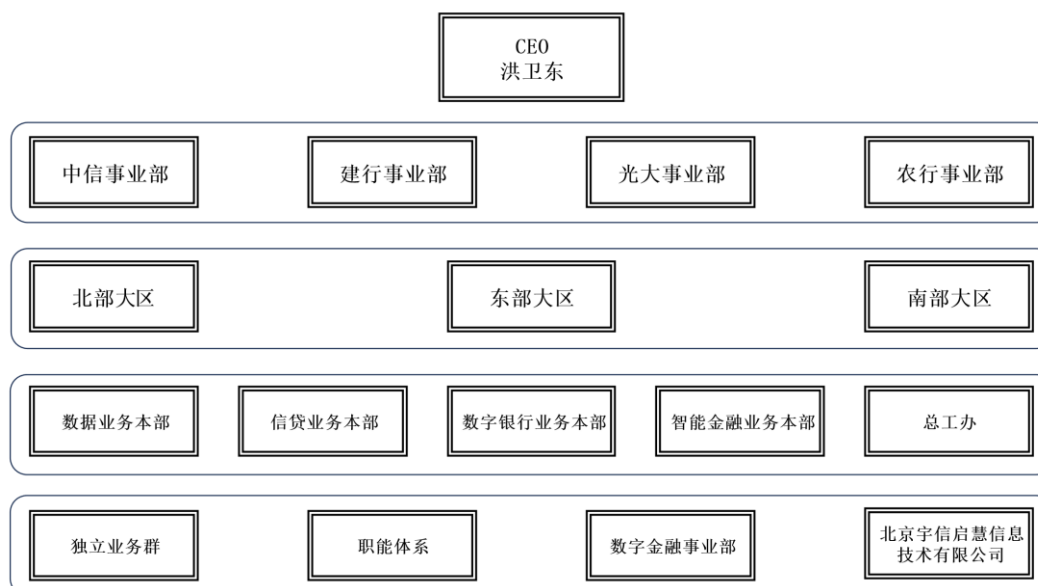 CEO
洪卫东
中信事业部
建行事业部
光大事业部
农行事业部
北部大区
东部大区
南部大区
数据业务本部
信贷业务本部
数字银行业务本部
智能金融业务本部
总工办
独立业务群
职能体系
数字金融事业部
北京宇信启慧信息
技术有限公司